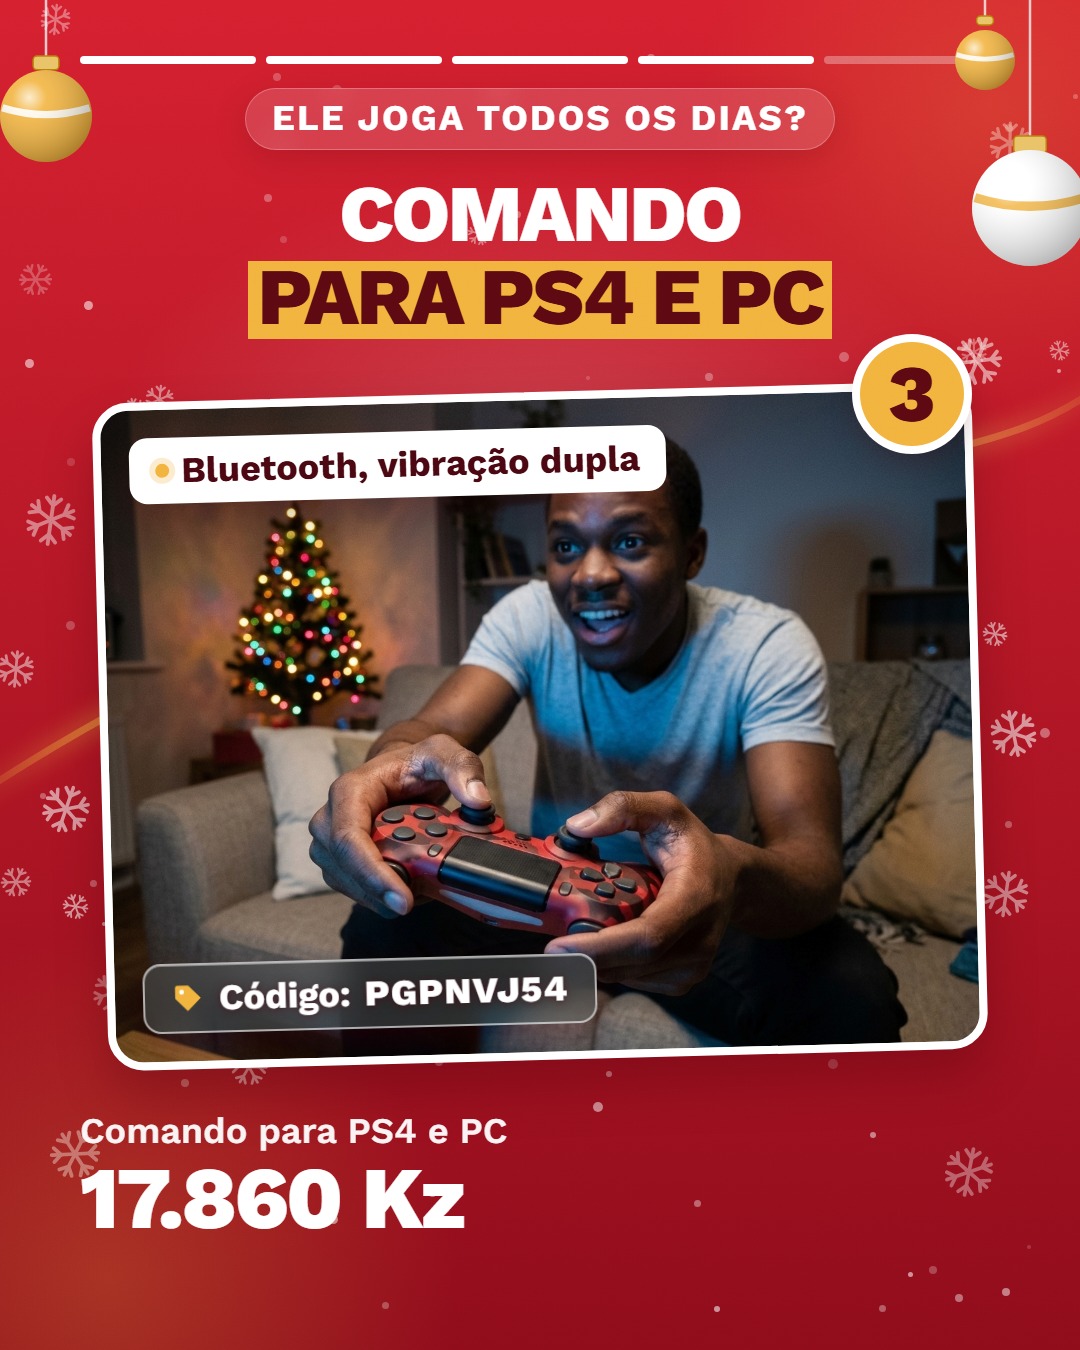 ELE JOGA TODOS OS DIAS?
COMANDO
PARA PS4 E PC
3
Bluetooth, vibração dupla
Código: PGPNVJ54
Comando para PS4 e PC
17.860 Kz